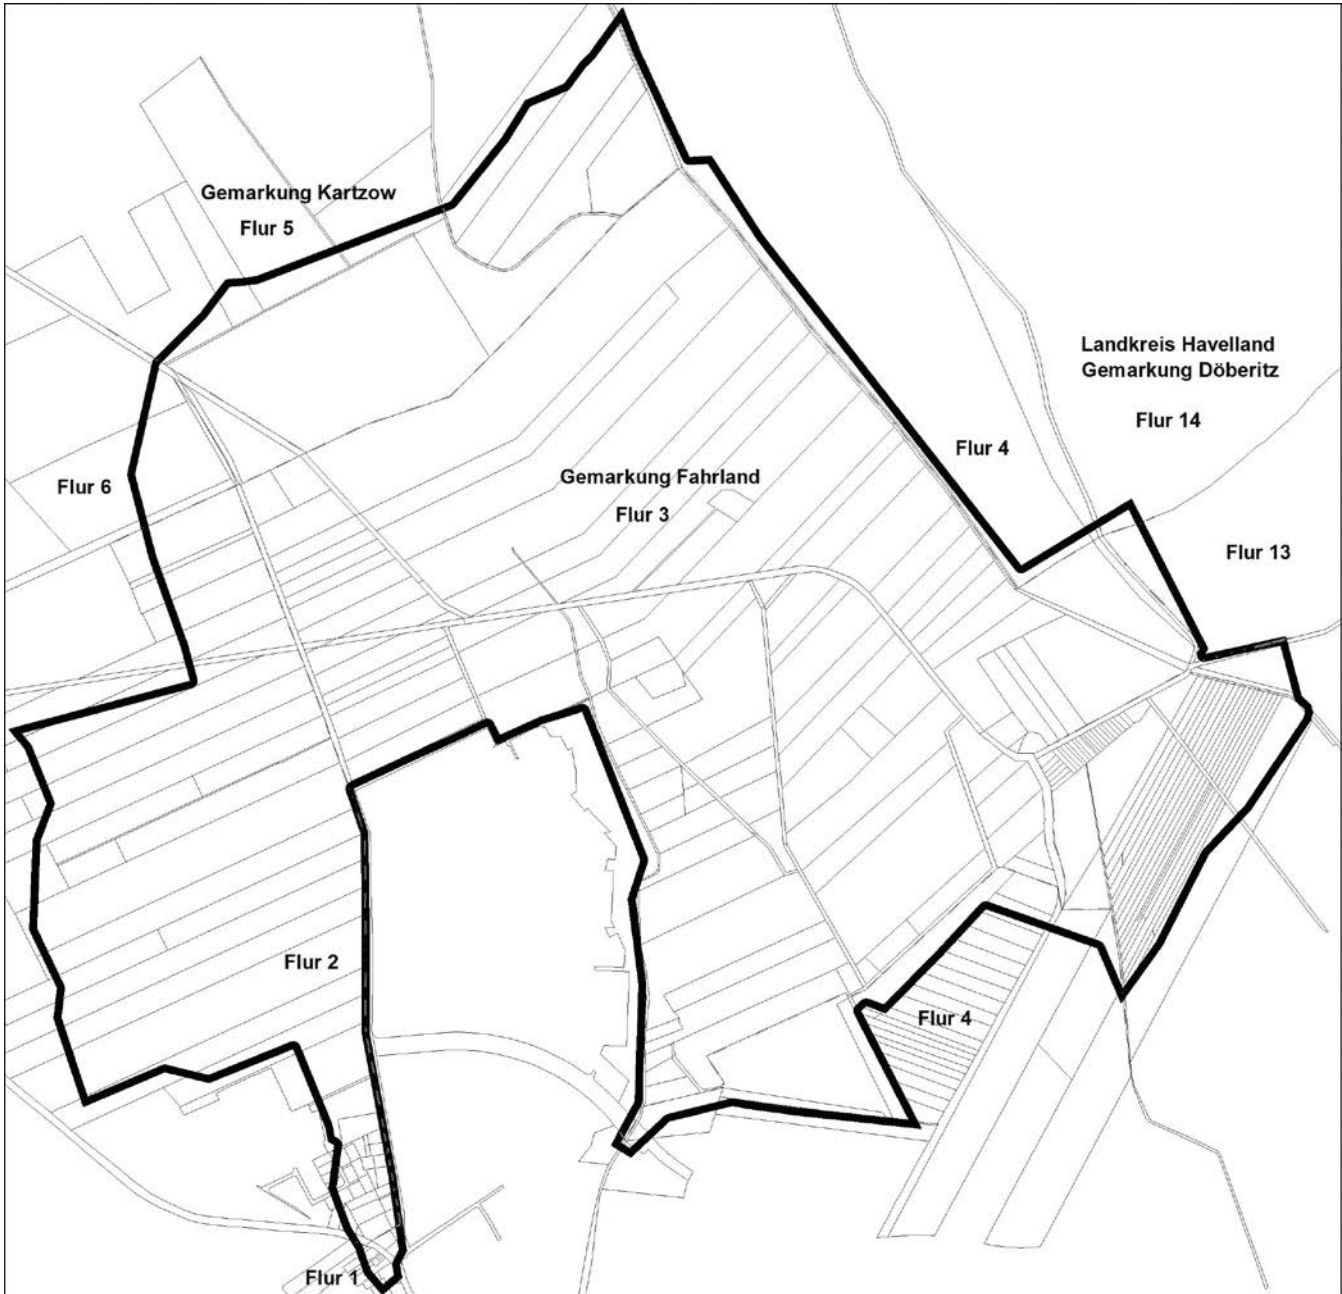 Gemarkung Kartzow
Flur 5
Landkreis Havelland
Gemarkung Döberitz
Flur 14
Flur 4
Gemarkung Fahrland
Flur 3
Flur 6
Flur 13
Flur 2
Flur 4
Flur 1